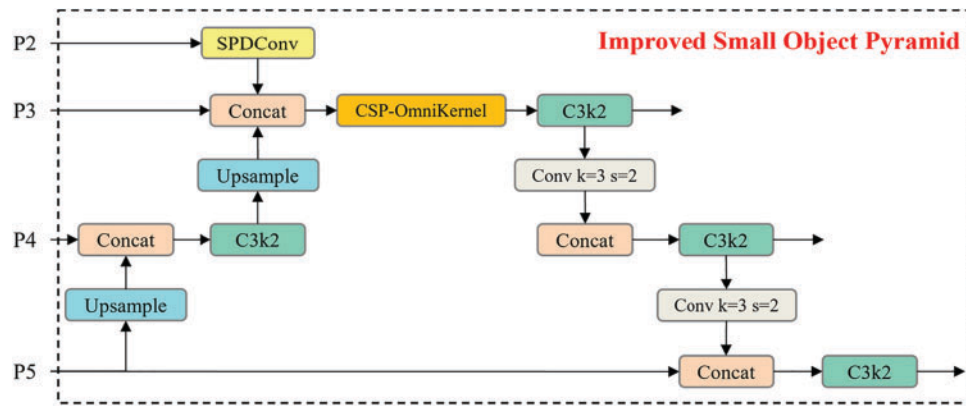 P2
SPDConv
Improved Small Object Pyramid
P3
Concat
CSP-OmniKernel
C3k2
Upsample
Conv k=3 s=2
P4
Concat
C3k2
Concat
C3k2
Upsample
Conv k=3 s=2
P5
Concat
C3k2